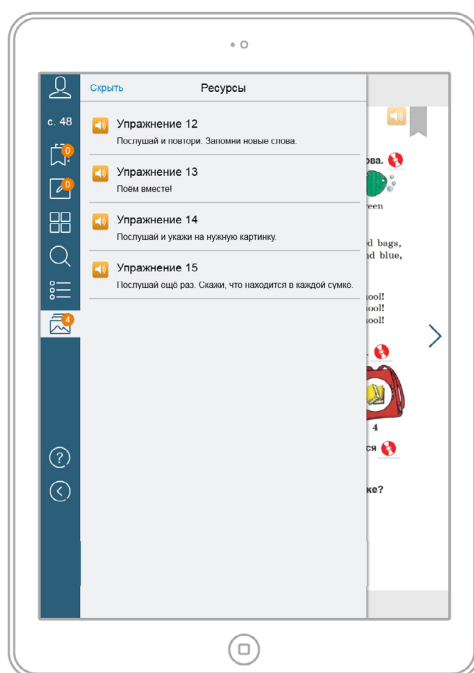 Скрыть
Ресурсы
с. 48
0
0
4
Упражнение 12
Послушай и повтори. Запомни новые слова.
Упражнение 13
Поём вместе!
Упражнение 14
Послушай и укажи на нужную картинку.
Упражнение 15
Послушай ощё раз. Скажи, что находится в каждой сумке.
?
ова.
een
d bags,
nd blue,
ool!
ool!
ool!
4
ся
ке?